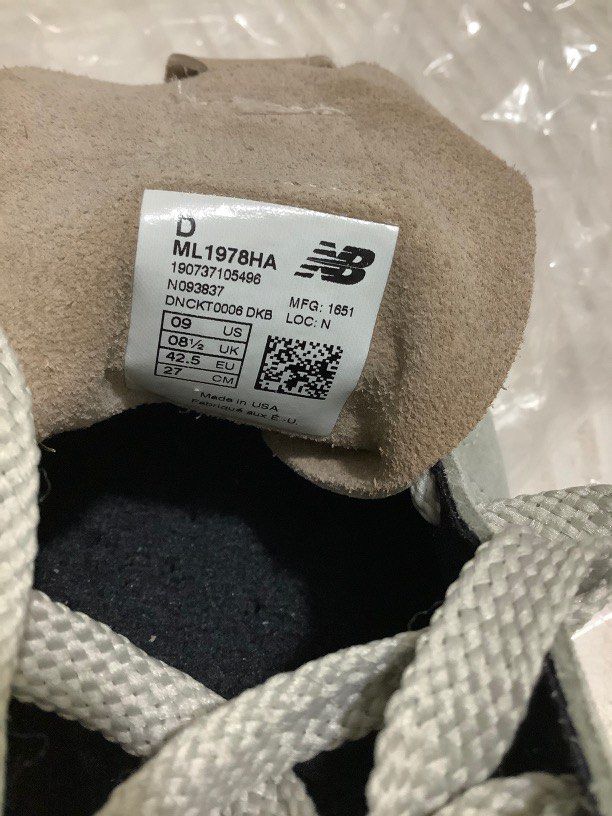 D
ML1978HA
190737105496
N093837
DNCKT0006 DKB
NB
MFG: 1651
LOC: N
09 US
08½ UK
42.5 EU
27 CM
Made in USA
Fabriqué aux É.-U.